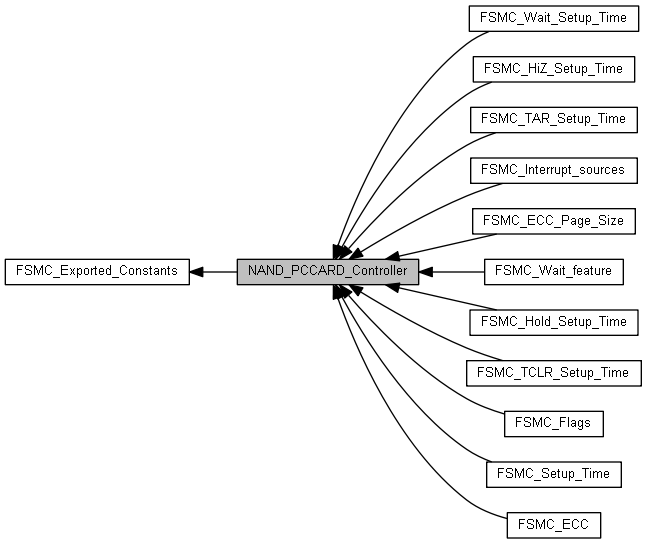 FSMC_Wait_Setup_Time
FSMC_HiZ_Setup_Time
FSMC_TAR_Setup_Time
FSMC_Interrupt_sources
FSMC_ECC_Page_Size
FSMC_Exported_Constants
NAND_PCCARD_Controller
FSMC_Wait_feature
FSMC_Hold_Setup_Time
FSMC_TCLR_Setup_Time
FSMC_Flags
FSMC_Setup_Time
FSMC_ECC